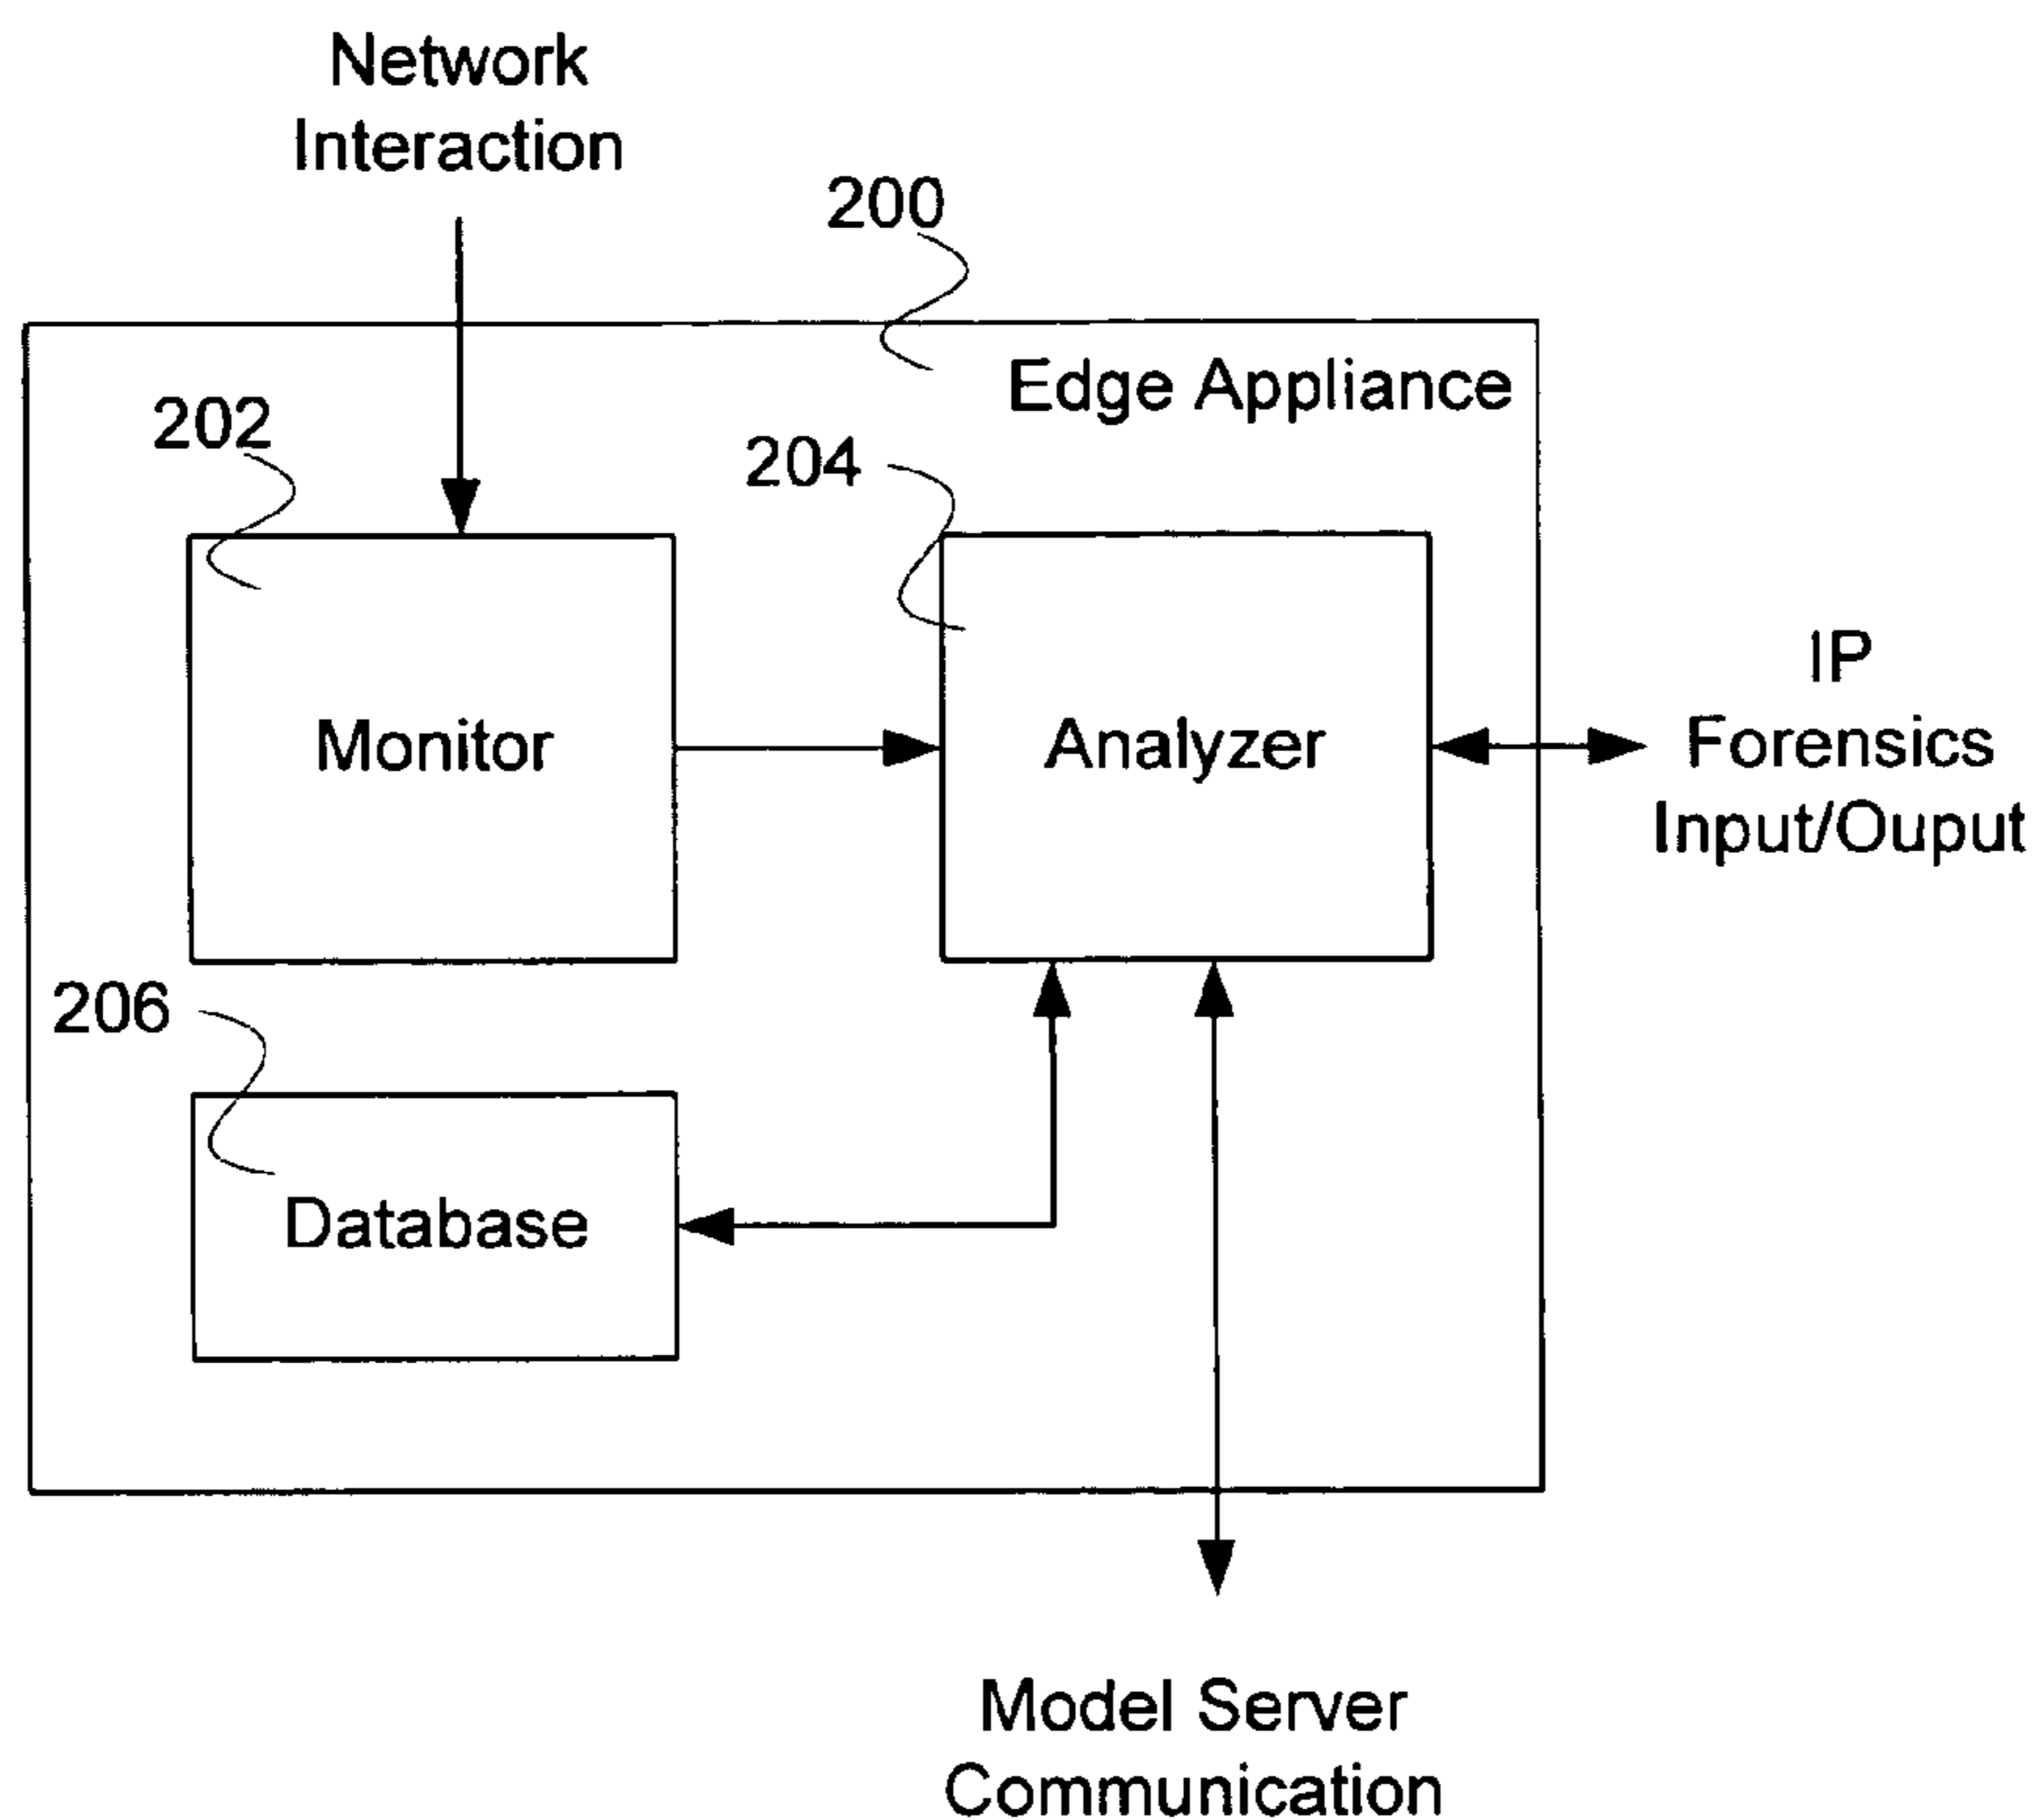 Network
Interaction
200
Edge Appliance
202
204
Monitor
Analyzer
IP
Forensics
Input/Ouput
206
Database
Model Server
Communication